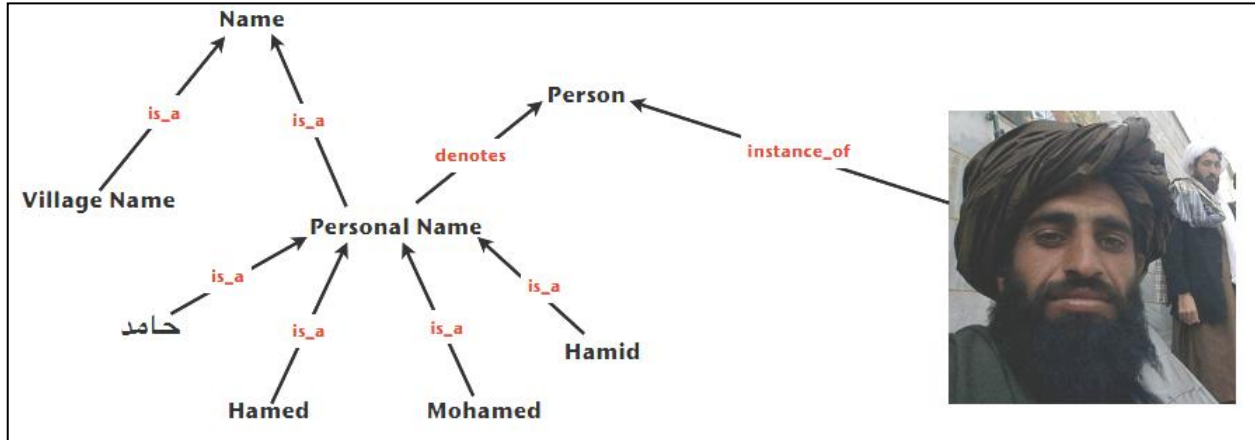 Name
Person
is_a
is_a
denotes
instance_of
Village Name
Personal Name
is_a
is_a
is_a
is_a
حامد
Hamid
Hamed
Mohamed